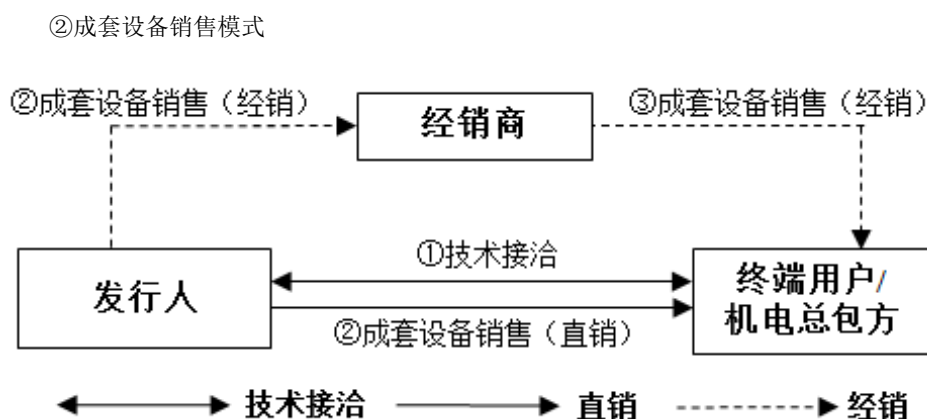 ②成套设备销售模式
②成套设备销售（经销）
③成套设备销售（经销）
经销商
①技术接洽
发行人
终端用户/
机电总包方
②成套设备销售（直销）
技术接洽
直销
经销